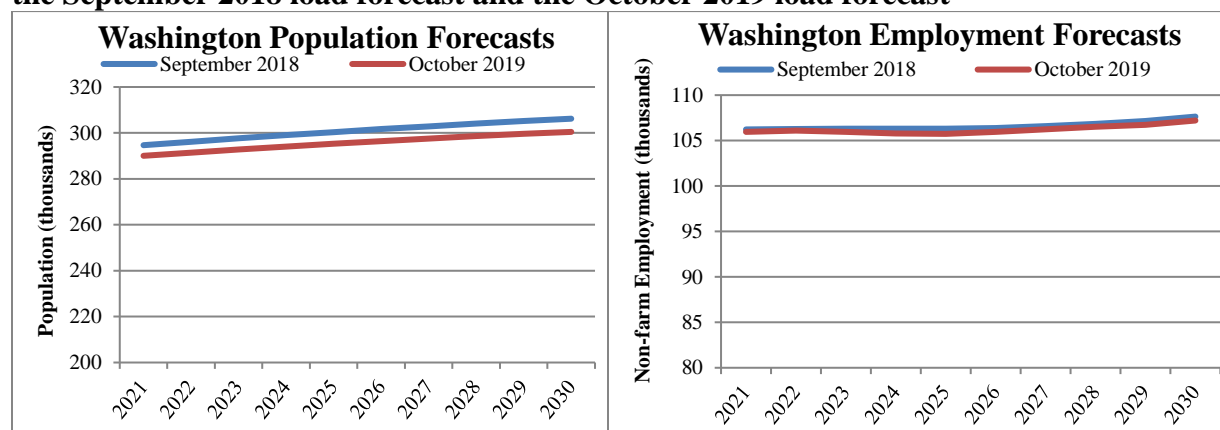 the September 2018 load forecast and the October 2019 load forecast
Washington Population Forecasts
September 2018 October 2019
Population (thousands)
320
300
280
260
240
220
200
2021 2022 2023 2024 2025 2026 2027 2028 2029 2030
Washington Employment Forecasts
September 2018 October 2019
Non-farm Employment (thousands)
110
105
100
95
90
85
80
2021 2022 2023 2024 2025 2026 2027 2028 2029 2030